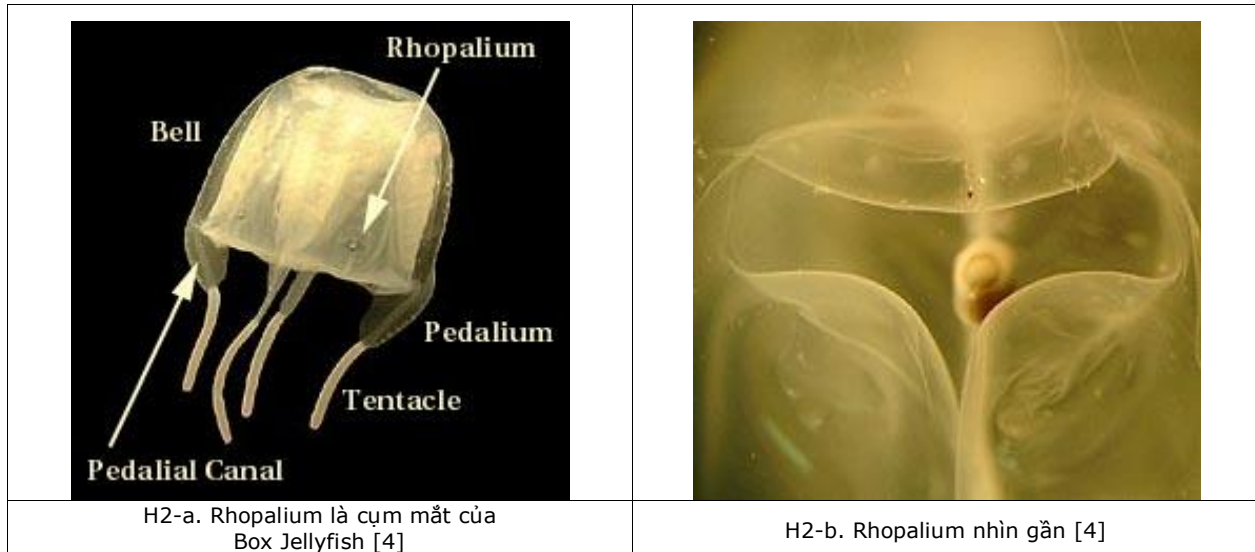 Rhopalium
Bell
Pedalium
Tentacle
Pedalial Canal
H2-a. Rhopalium là cụm mắt của
Box Jellyfish [4]
H2-b. Rhopalium nhìn gần [4]